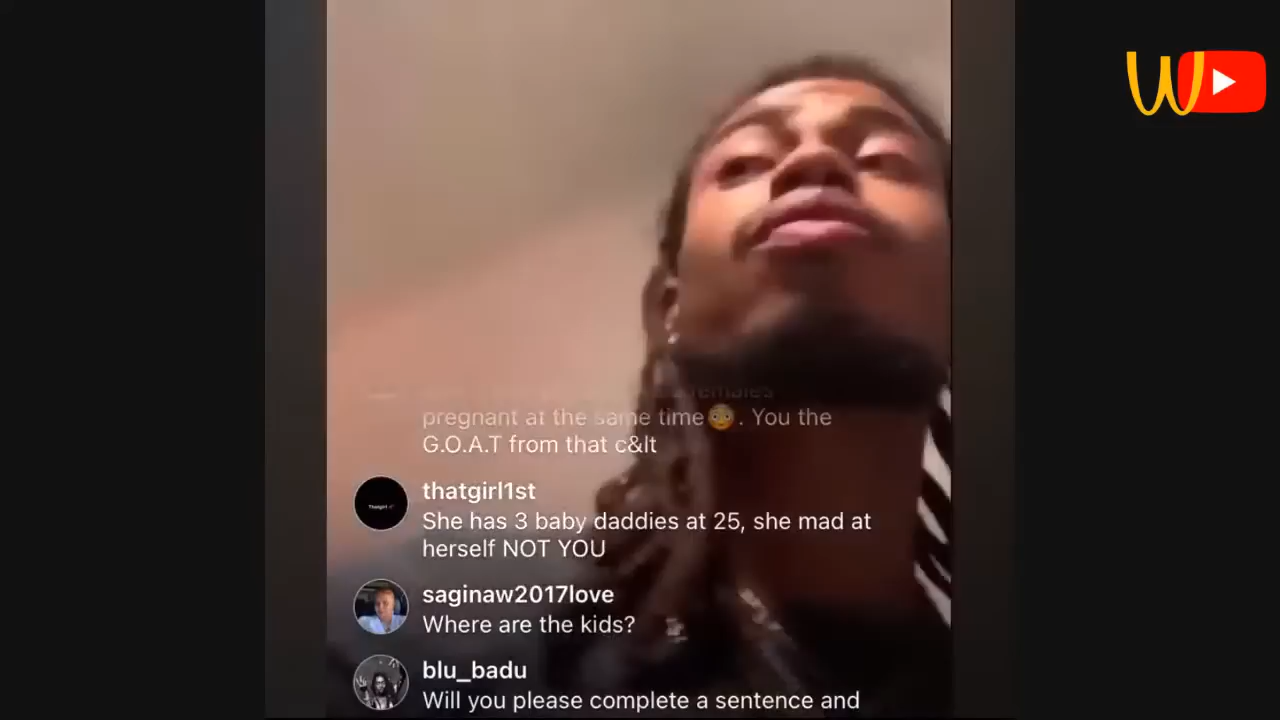 females
pregnant at the same time😳. You the
G.O.A.T from that c&lt
thatgirl1st
She has 3 baby daddies at 25, she mad at
herself NOT YOU
saginaw2017love
Where are the kids?
blu_badu
Will you please complete a sentence and